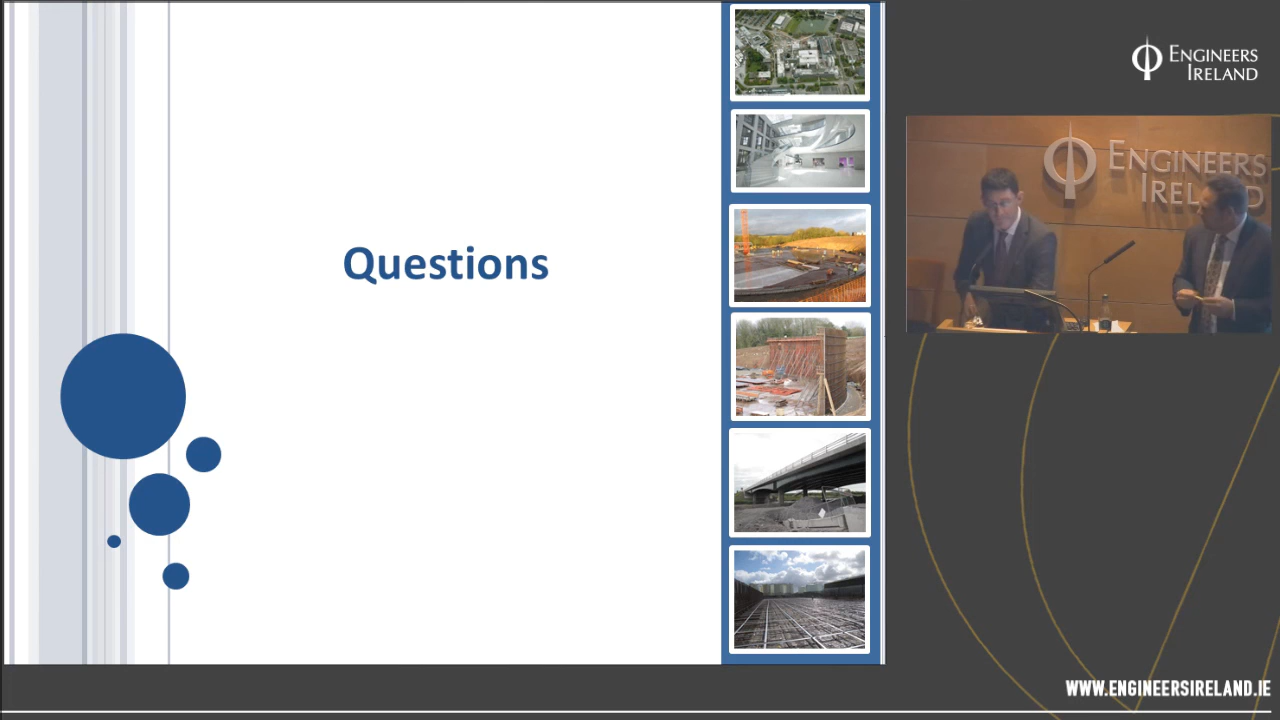 Questions
ENGINEERS
IRELAND
ENGINEERS
IRELAND
WWW.ENGINEERSIRELAND.IE